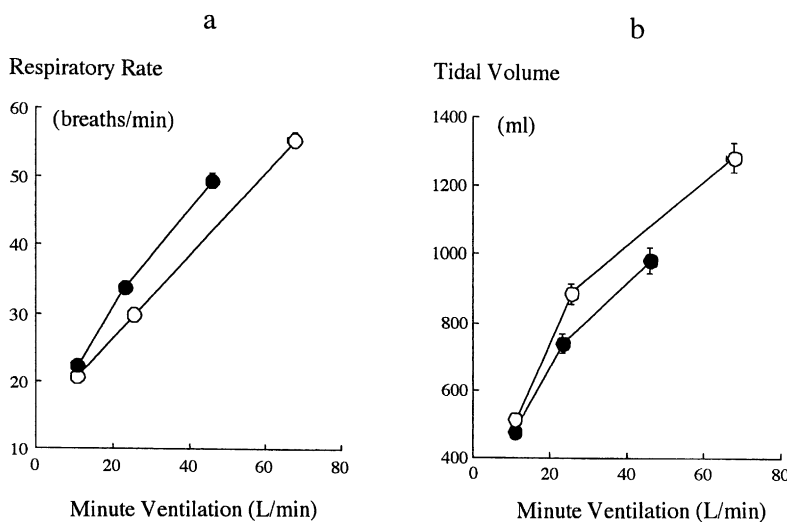 a
Respiratory Rate
(breaths/min)
60
50
40
30
20
10
0 20 40 60 80
Minute Ventilation (L/min)
b
Tidal Volume
(ml)
1400
1200
1000
800
600
400
0 20 40 60 80
Minute Ventilation (L/min)